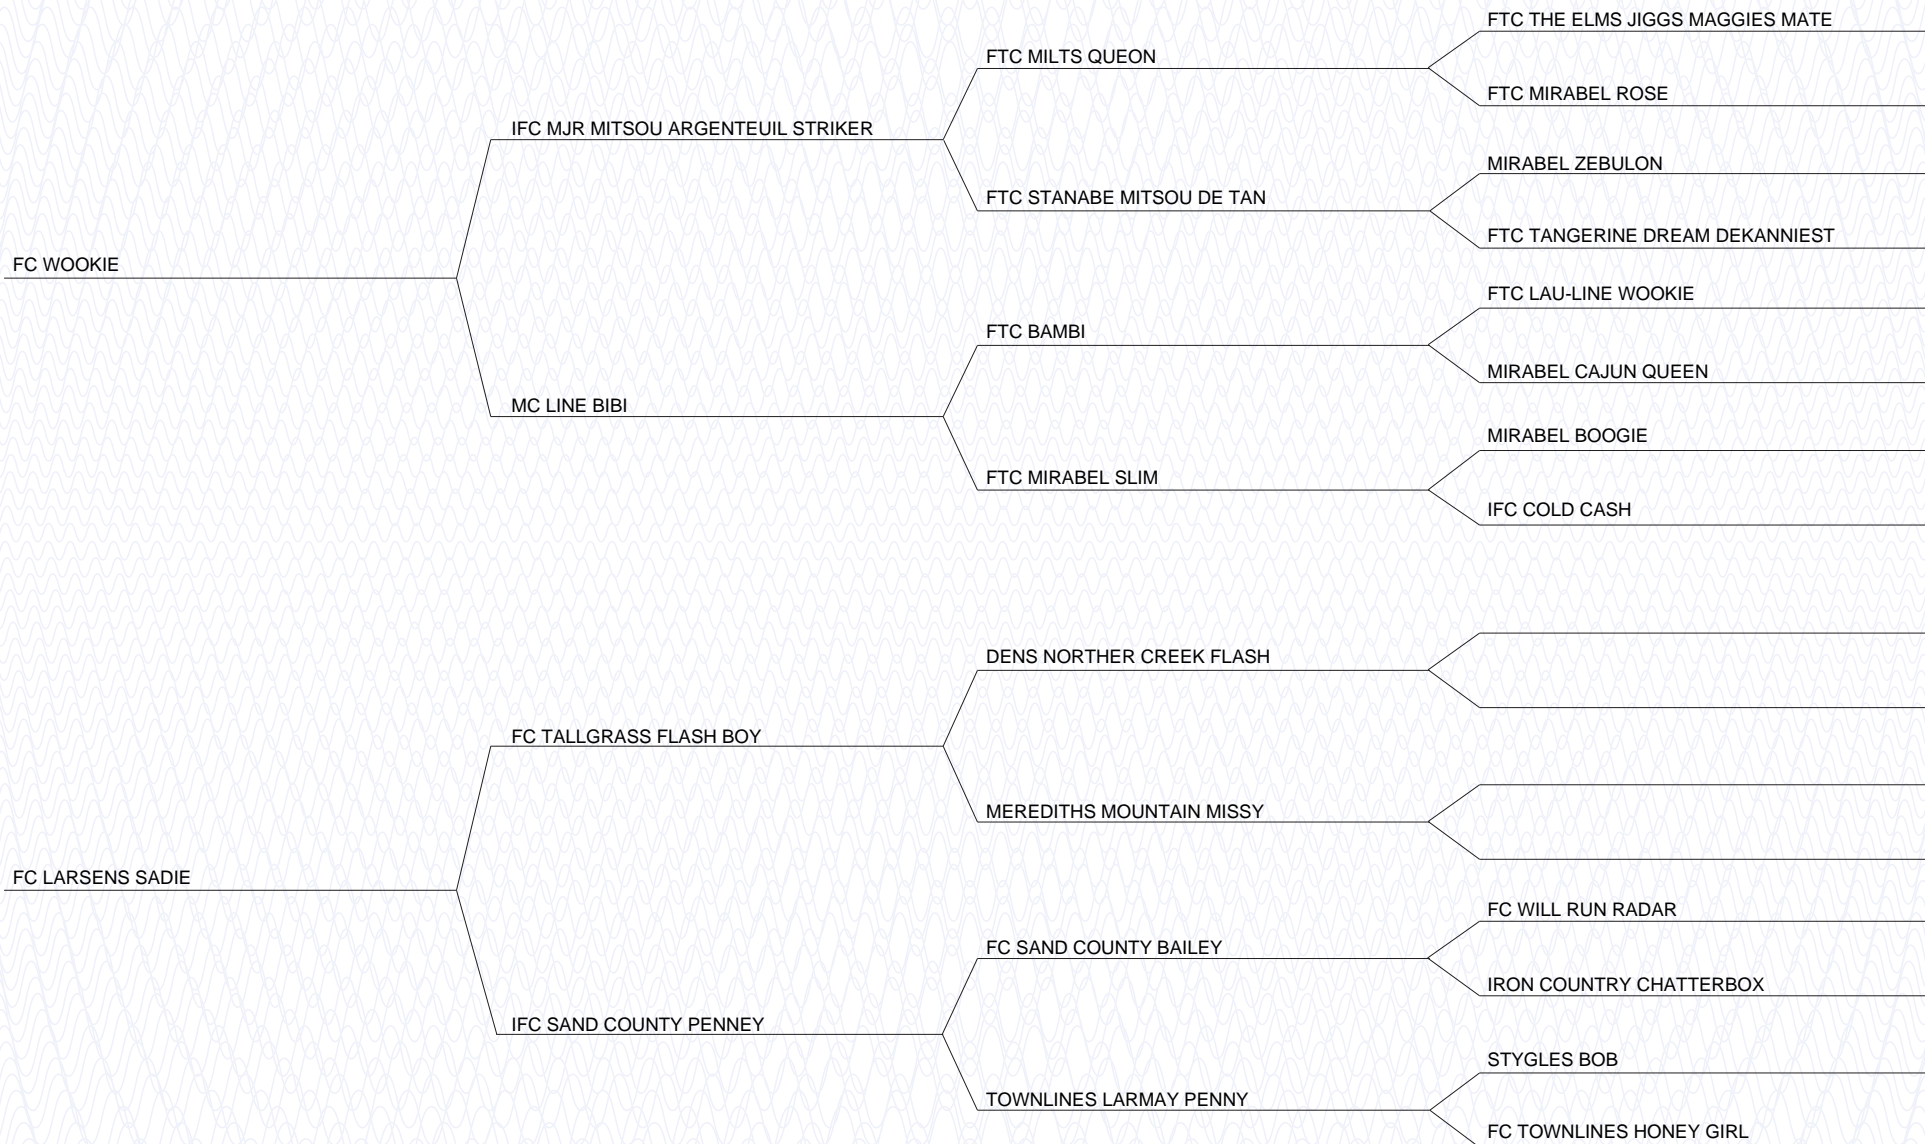 FTC THE ELMS JIGGS MAGGIES MATE
FTC MILTS QUEON
FTC MIRABEL ROSE
IFC MJR MITSOU ARGENTEUIL STRIKER
MIRABEL ZEBULON
FTC STANABE MITSOU DE TAN
FTC TANGERINE DREAM DEKANNIEST
FC WOOKIE
FTC LAU-LINE WOOKIE
FTC BAMBI
MIRABEL CAJUN QUEEN
MC LINE BIBI
MIRABEL BOOGIE
FTC MIRABEL SLIM
IFC COLD CASH
DENS NORTHER CREEK FLASH
FC TALLGRASS FLASH BOY
MEREDITHS MOUNTAIN MISSY
FC LARSENS SADIE
FC WILL RUN RADAR
FC SAND COUNTY BAILEY
IRON COUNTRY CHATTERBOX
IFC SAND COUNTY PENNEY
STYGLES BOB
TOWNLINES LARMAY PENNY
FC TOWNLINES HONEY GIRL